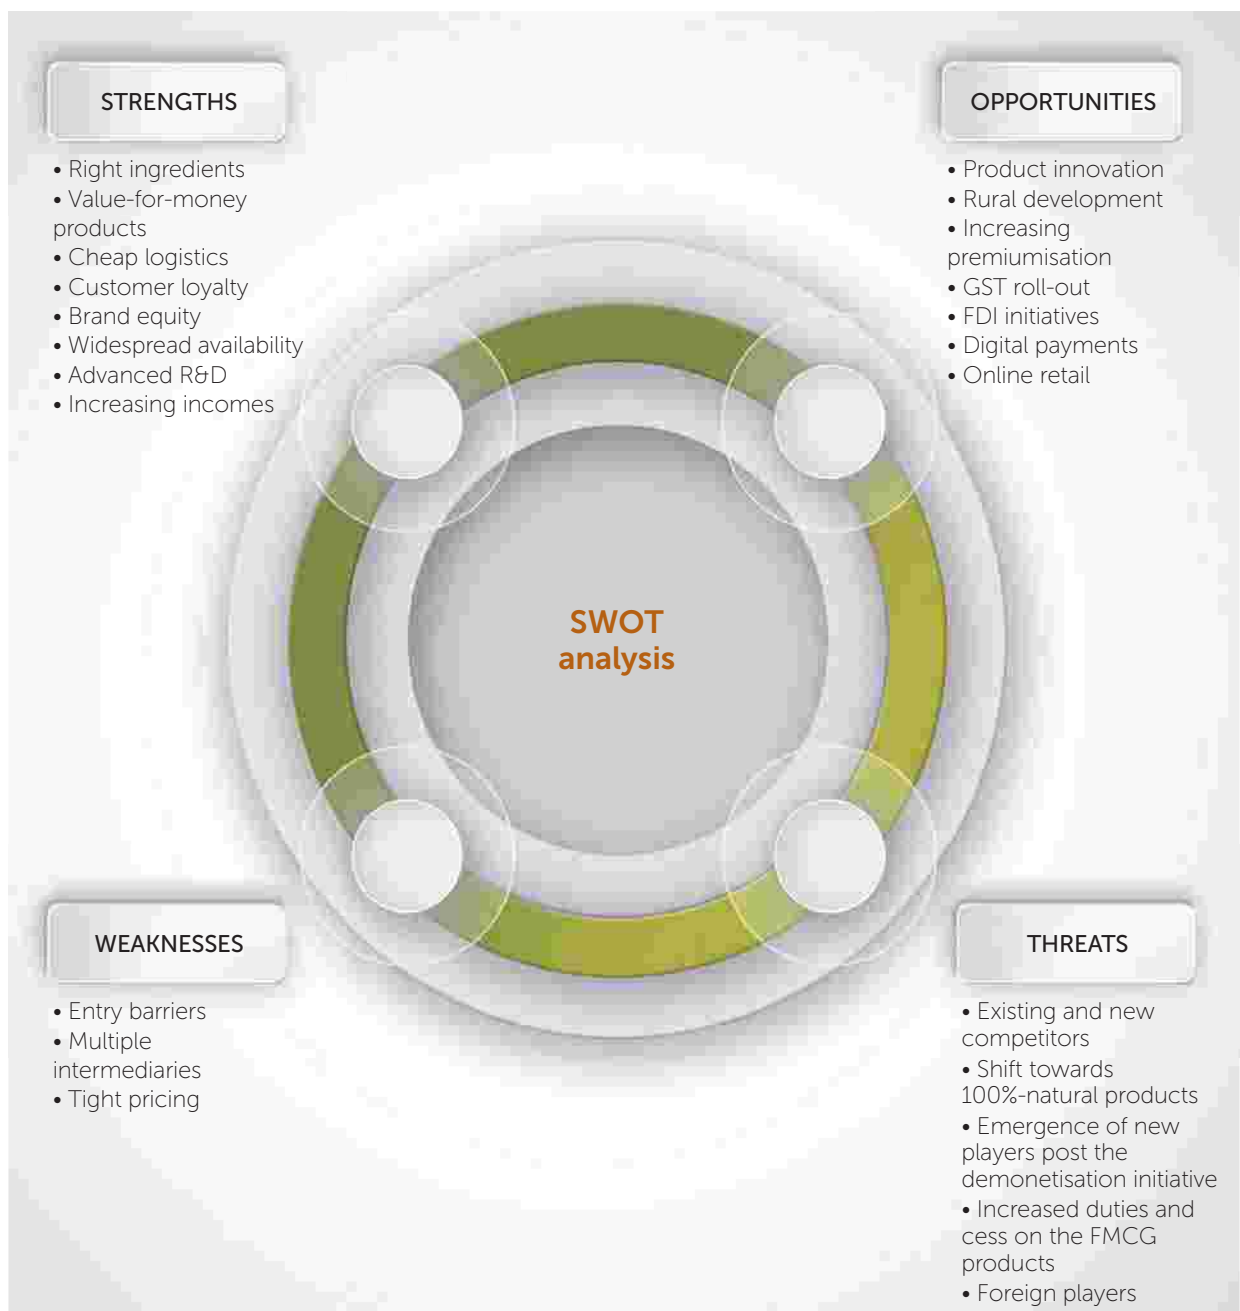 STRENGTHS
• Right ingredients
• Value-for-money
products
• Cheap logistics
• Customer loyalty
• Brand equity
• Widespread availability
• Advanced R&D
• Increasing incomes
OPPORTUNITIES
• Product innovation
• Rural development
• Increasing
premiumisation
• GST roll-out
• FDI initiatives
• Digital payments
• Online retail
SWOT
analysis
WEAKNESSES
• Entry barriers
• Multiple
intermediaries
• Tight pricing
THREATS
• Existing and new
competitors
• Shift towards
100%-natural products
• Emergence of new
players post the
demonetisation initiative
• Increased duties and
cess on the FMCG
products
• Foreign players